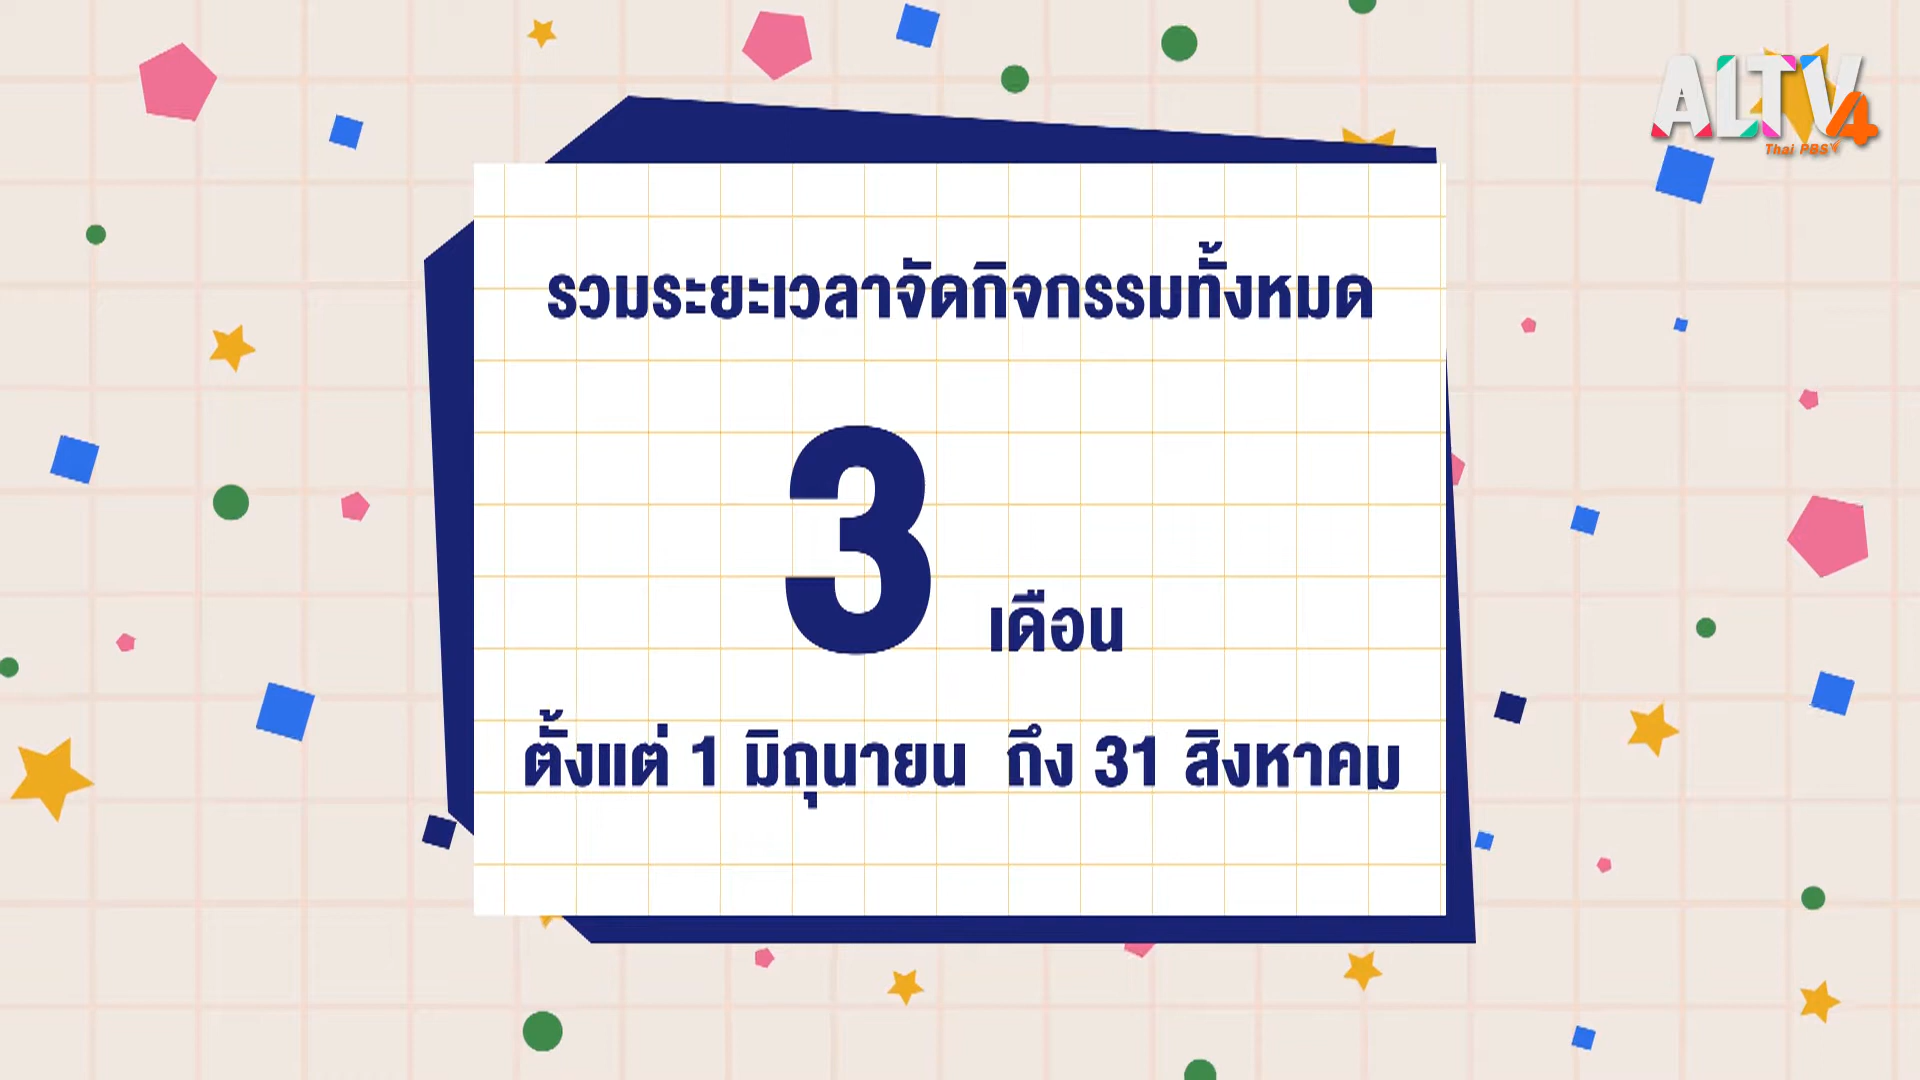 ALTV4
Thai PBS
รวมระยะเวลาจัดกิจกรรมทั้งหมด
3 เดือน
ตั้งแต่ 1 มิถุนายน ถึง 31 สิงหาคม